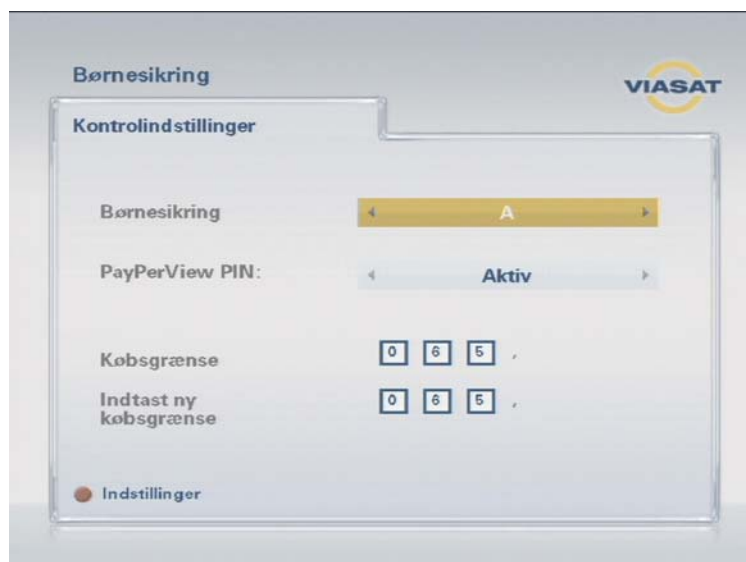 Børnesikring
VIASAT
Kontrolindstillinger
Børnesikring A
PayPerView PIN: Aktiv
Købsgrænse 0 6 5 ,
Indtast ny
købsgrænse 0 6 5 ,
Indstillinger